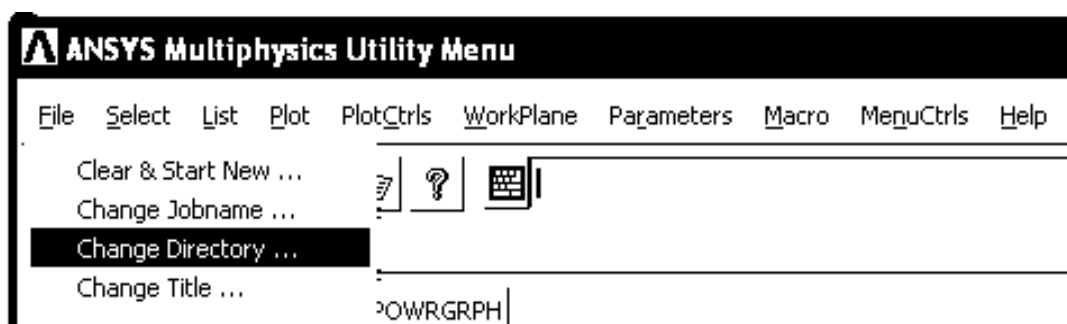 ANSYS Multiphysics Utility Menu
File Select List Plot PlotCtrls WorkPlane Parameters Macro MenuCtrls Help
Clear & Start New ...
Change Jobname ...
Change Directory ...
Change Title ...
POWRGRPH